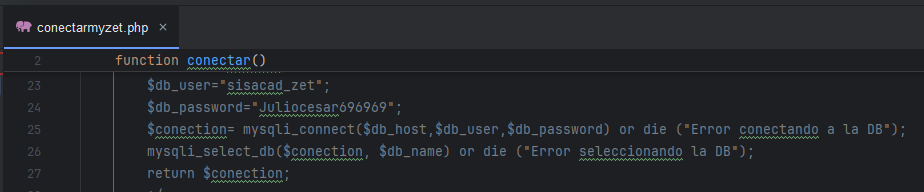 conectarmyzet.php
2 function conectar()
23 $db_user="sisacad_zet";
24 $db_password="Juliocesar696969";
25 $conection= mysqli_connect($db_host,$db_user,$db_password) or die ("Error conectando a la DB");
26 mysqli_select_db($conection, $db_name) or die ("Error seleccionando la DB");
27 return $conection;